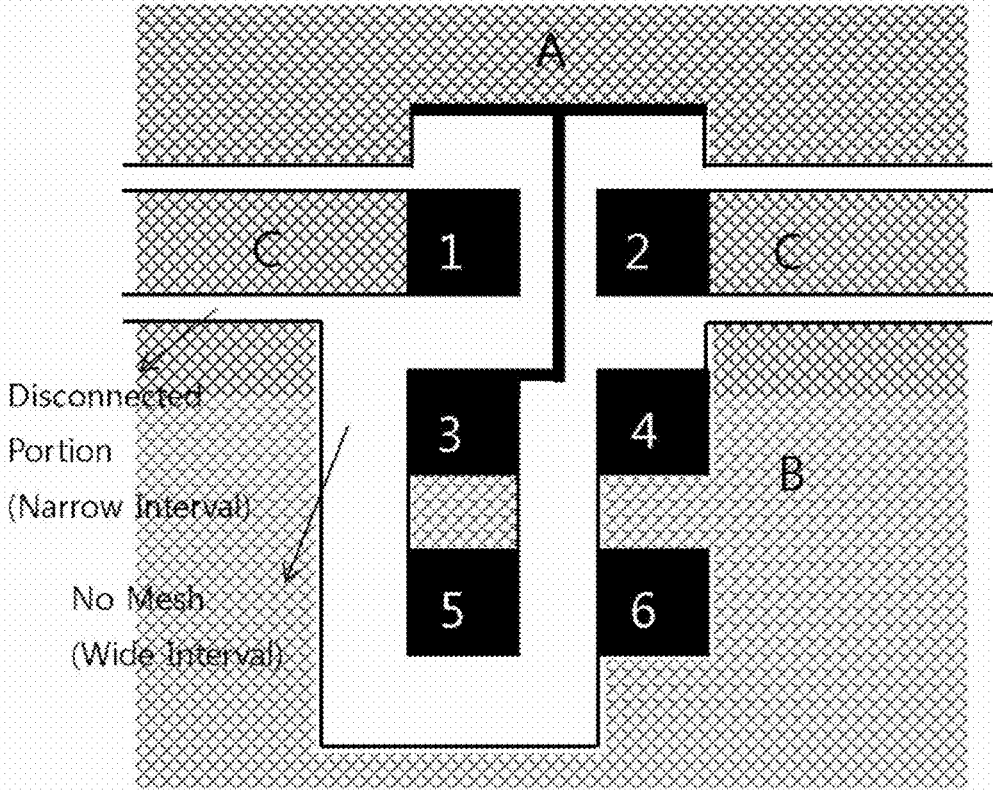 A
1
2
C
C
Disconnected
Portion
(Narrow Interval)
3
4
B
No Mesh
(Wide Interval)
5
6